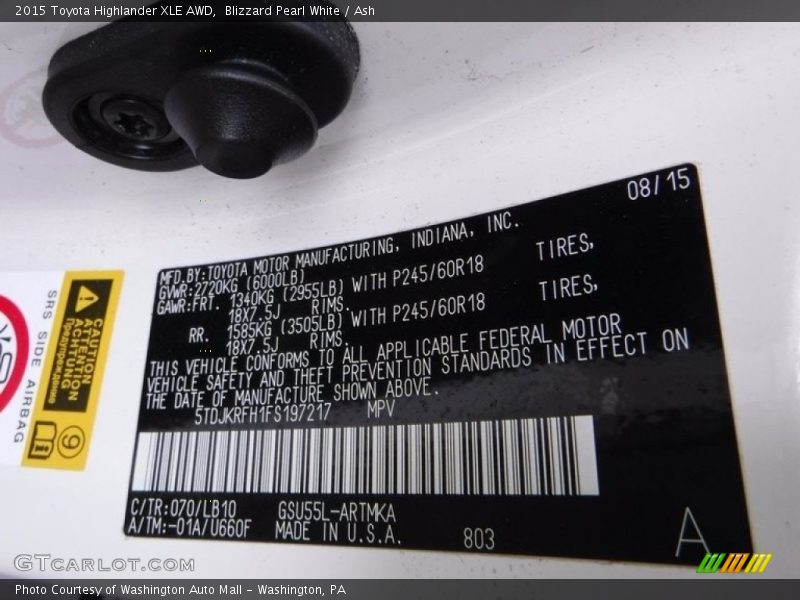 2015 Toyota Highlander XLE AWD,  Blizzard Pearl White / Ash
08/15
MFD.BY:TOYOTA MOTOR MANUFACTURING, INDIANA, INC.
GVWR:2720KG (6000LB)
GAWR:FRT. 1340KG (2955LB) WITH P245/60R18 TIRES,
18X7.5J RIMS.
RR. 1585KG (3505LB) WITH P245/60R18 TIRES,
18X7.5J RIMS.
THIS VEHICLE CONFORMS TO ALL APPLICABLE FEDERAL MOTOR
VEHICLE SAFETY AND THEFT PREVENTION STANDARDS IN EFFECT ON
THE DATE OF MANUFACTURE SHOWN ABOVE.
5TDJKRFH1FS197217 MPV
C/TR:070/LB10 GSU55L-ARTMKA
A/TM:-01A/U660F MADE IN U.S.A. 803
A
SRS SIDE AIRBAG
CAUTION
ATTENTION
ACHTUNG
Предупреждение
6
GTCarlot.com
Photo Courtesy of Washington Auto Mall - Washington, PA